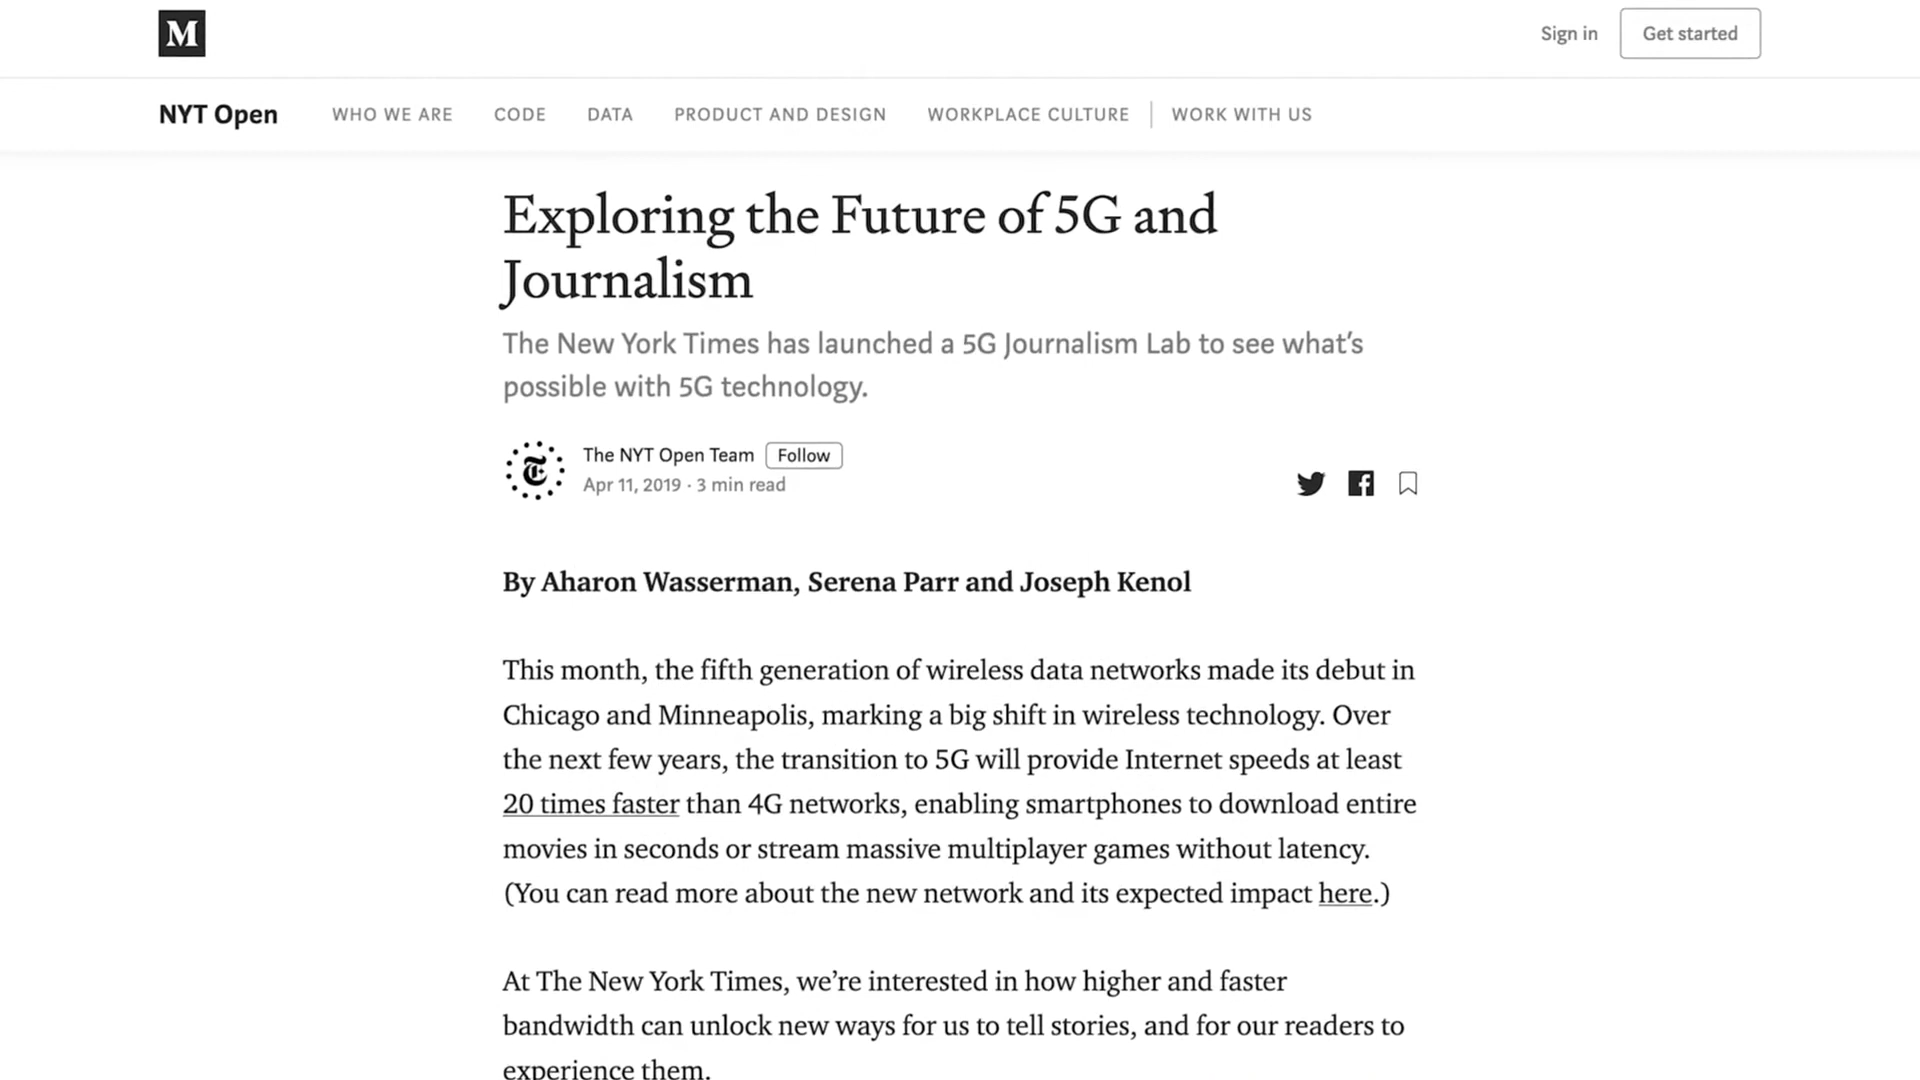 M
Sign in
Get started
NYT Open
WHO WE ARE
CODE
DATA
PRODUCT AND DESIGN
WORKPLACE CULTURE
WORK WITH US
Exploring the Future of 5G and
Journalism
The New York Times has launched a 5G Journalism Lab to see what’s
possible with 5G technology.
T
The NYT Open Team
Follow
Apr 11, 2019 · 3 min read
By Aharon Wasserman, Serena Parr and Joseph Kenol
This month, the fifth generation of wireless data networks made its debut in
Chicago and Minneapolis, marking a big shift in wireless technology. Over
the next few years, the transition to 5G will provide Internet speeds at least
20 times faster than 4G networks, enabling smartphones to download entire
movies in seconds or stream massive multiplayer games without latency.
(You can read more about the new network and its expected impact here.)
At The New York Times, we’re interested in how higher and faster
bandwidth can unlock new ways for us to tell stories, and for our readers to
experience them.